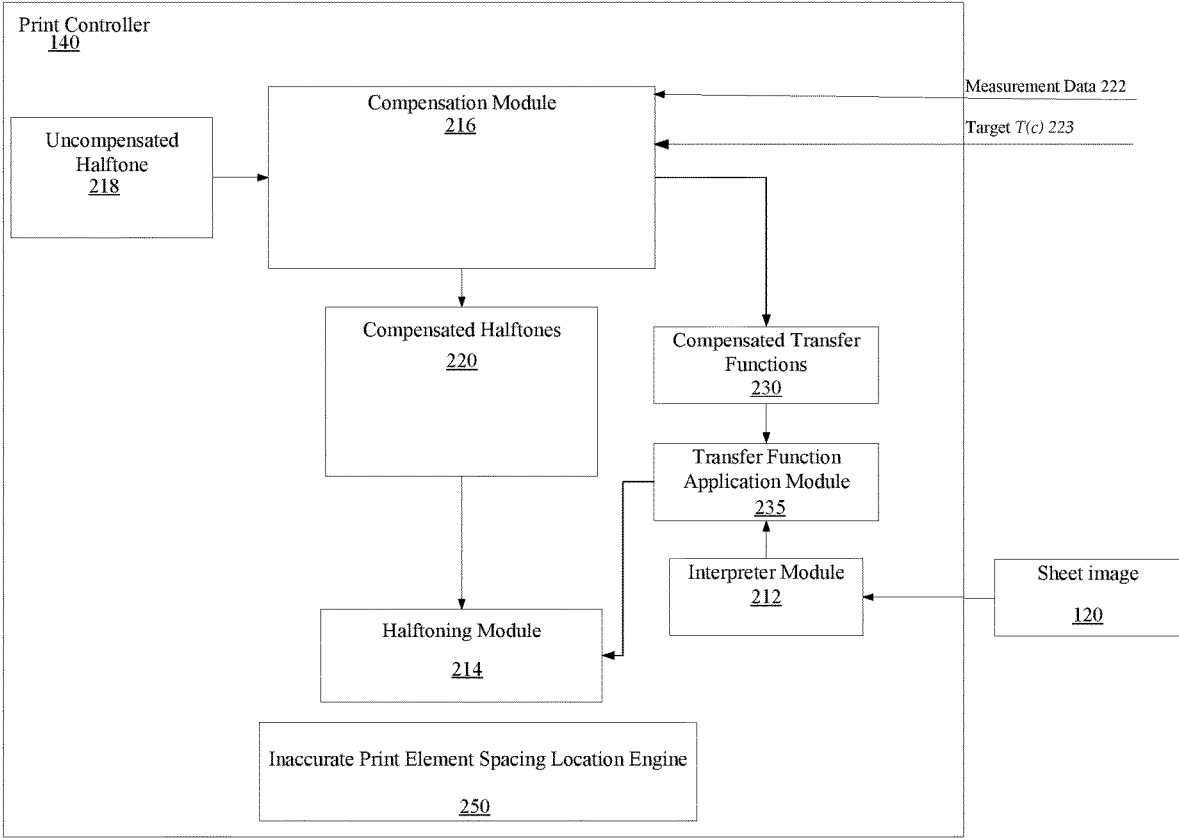 Print Controller
140
Compensation Module
216
Measurement Data 222
Target T(c) 223
Uncompensated
Halftone
218
Compensated Halftones
220
Compensated Transfer
Functions
230
Transfer Function
Application Module
235
Interpreter Module
212
Sheet image
120
Halftoning Module
214
Inaccurate Print Element Spacing Location Engine
250